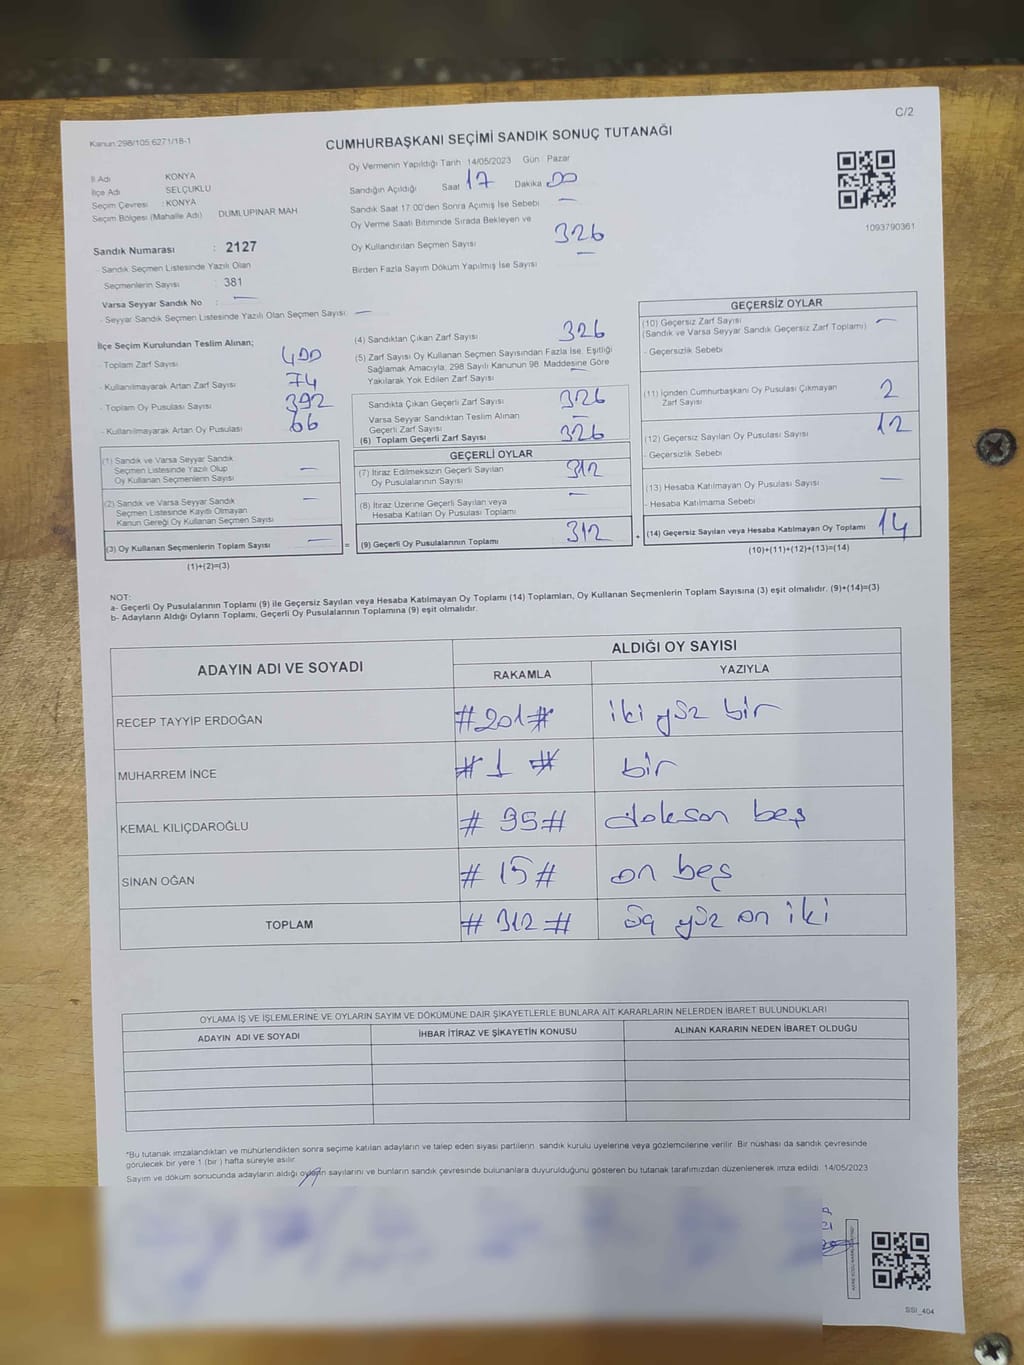 C/2
Kanun:298/105;6271/18-1
CUMHURBAŞKANI SEÇİMİ SANDIK SONUÇ TUTANAĞI
İl Adı KONYA
İlçe Adı SELÇUKLU
Seçim Çevresi : KONYA
Seçim Bölgesi (Mahalle Adı) DUMLUPINAR MAH
Sandık Numarası : 2127
- Sandık Seçmen Listesinde Yazılı Olan
Seçmenlerin Sayısı : 381
Varsa Seyyar Sandık No : —
- Seyyar Sandık Seçmen Listesinde Yazılı Olan Seçmen Sayısı: —
Oy Vermenin Yapıldığı Tarih 14/05/2023 Gün Pazar
Sandığın Açıldığı Saat 17 Dakika 00
Sandık Saat 17:00'den Sonra Açımış İse Sebebi —
Oy Verme Saati Bitiminde Sırada Bekleyen ve
Oy Kullandırılan Seçmen Sayısı 326
Birden Fazla Sayım Döküm Yapılmış İse Sayısı —
1093790361
İlçe Seçim Kurulundan Teslim Alınan;
- Toplam Zarf Sayısı 400
- Kullanılmayarak Artan Zarf Sayısı 74
- Toplam Oy Pusulası Sayısı 392
- Kullanılmayarak Artan Oy Pusulası 66
(1) Sandık ve Varsa Seyyar Sandık
Seçmen Listesinde Yazılı Olup
Oy Kullanan Seçmenlerin Sayısı —
(2) Sandık ve Varsa Seyyar Sandık
Seçmen Listesinde Kayıtlı Olmayan
Kanun Gereği Oy Kullanan Seçmen Sayısı —
(3) Oy Kullanan Seçmenlerin Toplam Sayısı —
(1)+(2)=(3)
(4) Sandıktan Çıkan Zarf Sayısı 326
(5) Zarf Sayısı Oy Kullanan Seçmen Sayısından Fazla İse, Eşitliği
Sağlamak Amacıyla, 298 Sayılı Kanunun 98. Maddesine Göre
Yakılarak Yok Edilen Zarf Sayısı —
Sandıkta Çıkan Geçerli Zarf Sayısı 326
Varsa Seyyar Sandıktan Teslim Alınan
Geçerli Zarf Sayısı —
(6) Toplam Geçerli Zarf Sayısı 326
GEÇERLİ OYLAR
(7) İtiraz Edilmeksizin Geçerli Sayılan
Oy Pusulalarının Sayısı 312
(8) İtiraz Üzerine Geçerli Sayılan veya
Hesaba Katılan Oy Pusulası Toplamı —
= (9) Geçerli Oy Pusulalarının Toplamı 312
GEÇERSİZ OYLAR
(10) Geçersiz Zarf Sayısı —
(Sandık ve Varsa Seyyar Sandık Geçersiz Zarf Toplamı)
- Geçersizlik Sebebi
(11) İçinden Cumhurbaşkanı Oy Pusulası Çıkmayan
Zarf Sayısı 2
(12) Geçersiz Sayılan Oy Pusulası Sayısı 12
- Geçersizlik Sebebi
(13) Hesaba Katılmayan Oy Pusulası Sayısı —
- Hesaba Katılmama Sebebi
+ (14) Geçersiz Sayılan veya Hesaba Katılmayan Oy Toplamı 14
(10)+(11)+(12)+(13)=(14)
NOT:
a- Geçerli Oy Pusulalarının Toplamı (9) ile Geçersiz Sayılan veya Hesaba Katılmayan Oy Toplamı (14) Toplamları, Oy Kullanan Seçmenlerin Toplam Sayısına (3) eşit olmalıdır. (9)+(14)=(3)
b- Adayların Aldığı Oyların Toplamı, Geçerli Oy Pusulalarının Toplamına (9) eşit olmalıdır.
ADAYIN ADI VE SOYADI ALDIĞI OY SAYISI
RAKAMLA YAZIYLA
RECEP TAYYİP ERDOĞAN #201# iki yüz bir
MUHARREM İNCE #1# bir
KEMAL KILIÇDAROĞLU #95# doksan beş
SİNAN OĞAN #15# on beş
TOPLAM #312# üç yüz on iki
OYLAMA İŞ VE İŞLEMLERİNE VE OYLARIN SAYIM VE DÖKÜMÜNE DAİR ŞİKAYETLERLE BUNLARA AİT KARARLARIN NELERDEN İBARET BULUNDUKLARI
ADAYIN ADI VE SOYADI İHBAR İTİRAZ VE ŞİKAYETİN KONUSU ALINAN KARARIN NEDEN İBARET OLDUĞU
*Bu tutanak imzalandıktan ve mühürlendikten sonra seçime katılan adayların ve talep eden siyasi partilerin, sandık kurulu üyelerine veya gözlemcilerine verilir. Bir nüshası da sandık çevresinde
görülecek bir yere 1 (bir) hafta süreyle asılır.
Sayım ve döküm sonucunda adayların aldığı oyların sayılarını ve bunların sandık çevresinde bulunanlara duyurulduğunu gösteren bu tutanak tarafımızdan düzenlenerek imza edildi. 14/05/2023
SSI_404